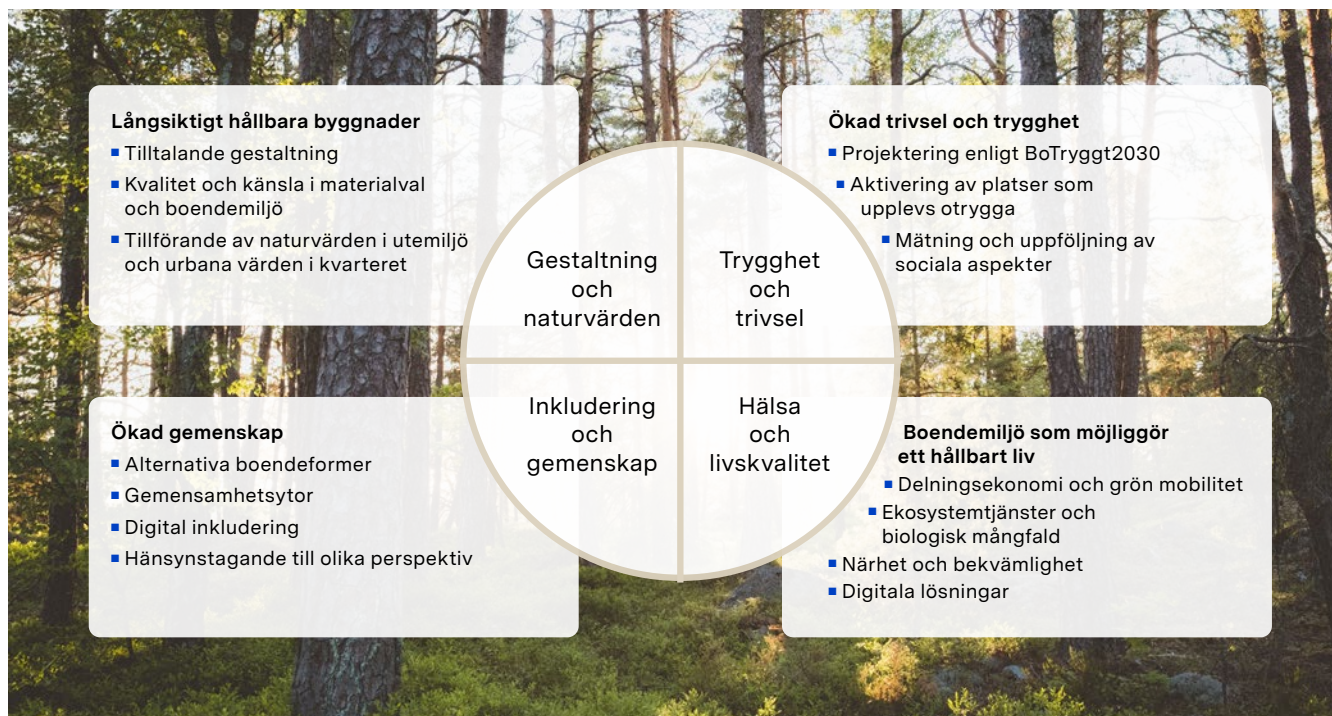 Långsiktigt hållbara byggnader
▪ Tilltalande gestaltning
▪ Kvalitet och känsla i materialval
och boendemiljö
▪ Tillförande av naturvärden i utemiljö
och urbana värden i kvarteret
Ökad trivsel och trygghet
▪ Projektering enligt BoTryggt2030
▪ Aktivering av platser som
upplevs otrygga
▪ Mätning och uppföljning av
sociala aspekter
Gestaltning
och
naturvärden
Trygghet
och
trivsel
Inkludering
och
gemenskap
Hälsa
och
livskvalitet
Ökad gemenskap
▪ Alternativa boendeformer
▪ Gemensamhetsytor
▪ Digital inkludering
▪ Hänsynstagande till olika perspektiv
Boendemiljö som möjliggör
ett hållbart liv
▪ Delningsekonomi och grön mobilitet
▪ Ekosystemtjänster och
biologisk mångfald
▪ Närhet och bekvämlighet
▪ Digitala lösningar